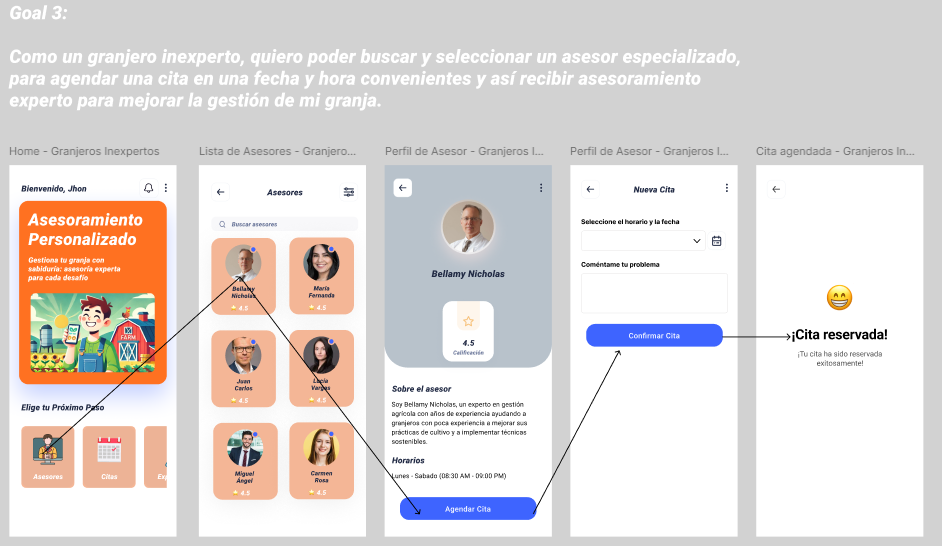 Goal 3:
Como un granjero inexperto, quiero poder buscar y seleccionar un asesor especializado,
para agendar una cita en una fecha y hora convenientes y así recibir asesoramiento
experto para mejorar la gestión de mi granja.
Home - Granjeros Inexpertos
Bienvenido, Jhon
Asesoramiento
Personalizado
Gestiona tu granja con
sabiduría: asesoría experta
para cada desafío
FARM
Elige tu Próximo Paso
Asesores
Citas
Lista de Asesores - Granjero...
Asesores
Buscar asesores
Bellamy
Nicholas
4.5
María
Fernanda
4.5
Juan
Carlos
4.5
Lucía
Vargas
4.5
Miguel
Ángel
4.5
Carmen
Rosa
4.5
Perfil de Asesor - Granjeros I...
Bellamy Nicholas
4.5
Calificación
Sobre el asesor
Soy Bellamy Nicholas, un experto en gestión
agrícola con años de experiencia ayudando a
granjeros con poca experiencia a mejorar sus
prácticas de cultivo y a implementar técnicas
sostenibles.
Horarios
Lunes - Sabado (08:30 AM - 09:00 PM)
Agendar Cita
Perfil de Asesor - Granjeros I...
Nueva Cita
Seleccione el horario y la fecha
Coméntame tu problema
Confirmar Cita
Cita agendada - Granjeros In...
¡Cita reservada!
¡Tu cita ha sido reservada
exitosamente!